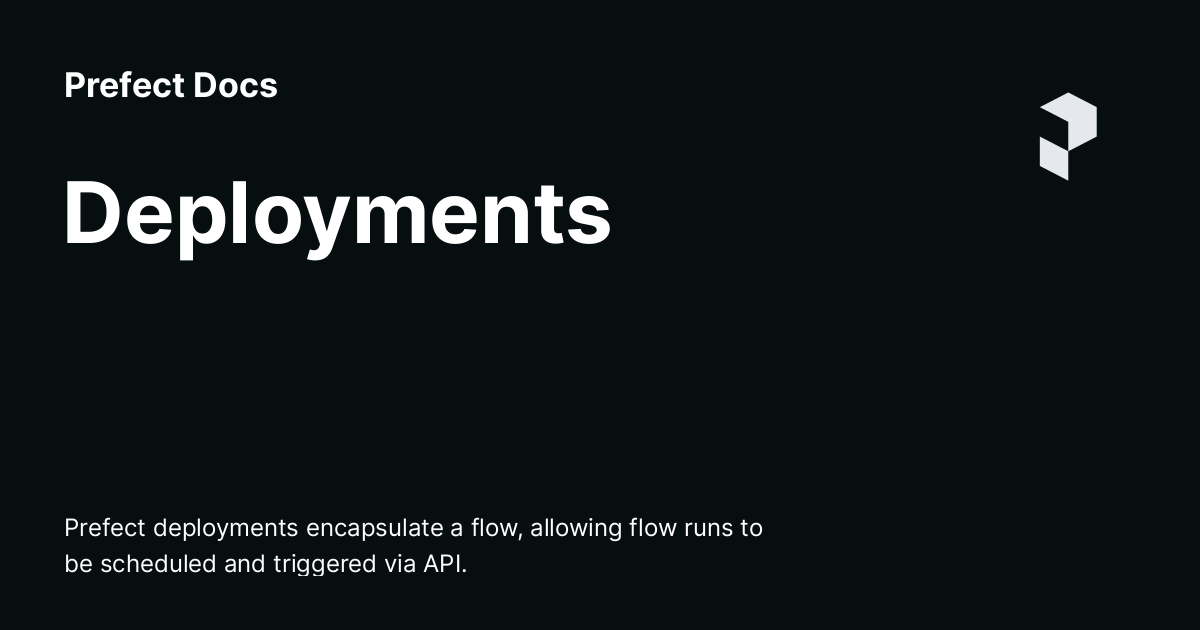 Prefect Docs
Deployments
Prefect deployments encapsulate a flow, allowing flow runs to
be scheduled and triggered via API.